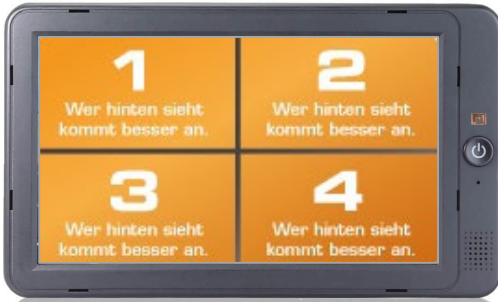 1
Wer hinten sieht
kommt besser an.
2
Wer hinten sieht
kommt besser an.
3
Wer hinten sieht
kommt besser an.
4
Wer hinten sieht
kommt besser an.